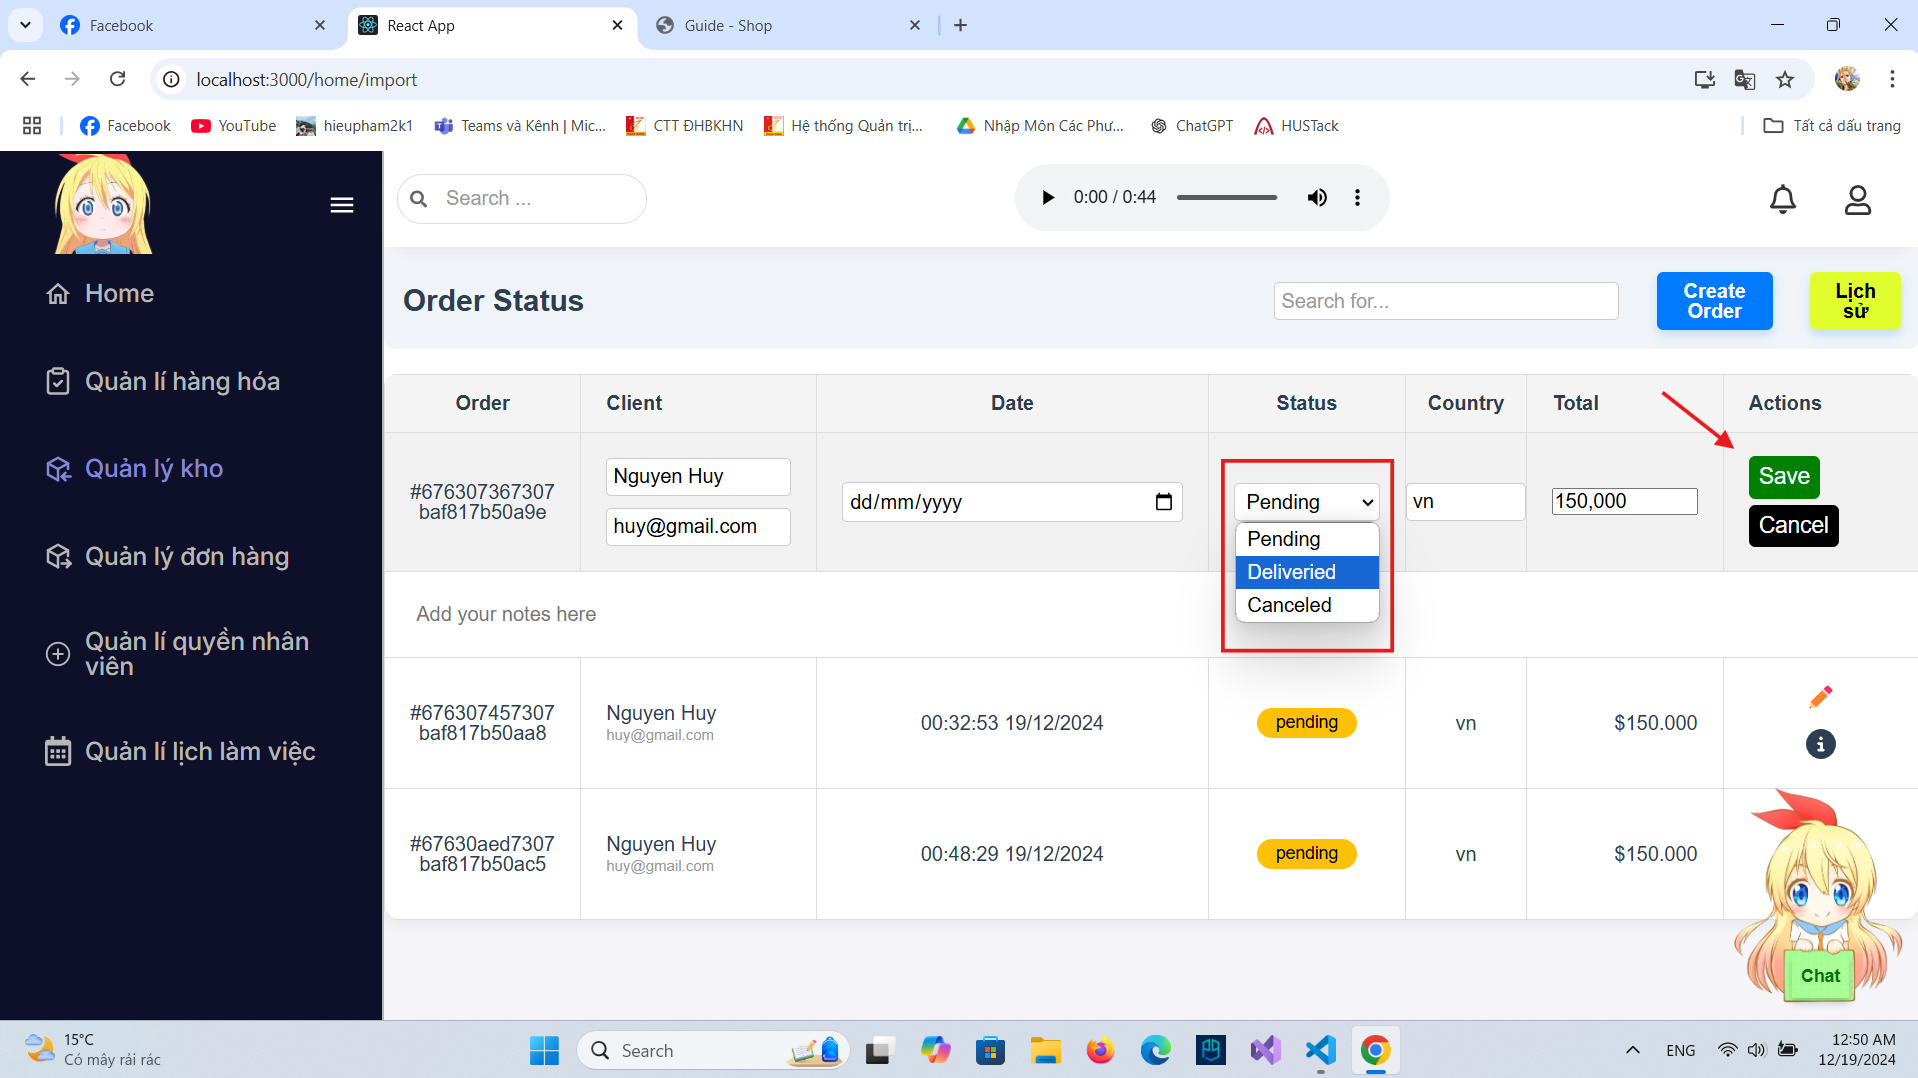 Facebook
React App
Guide - Shop
localhost:3000/home/import
Facebook
YouTube
hieupham2k1
Teams và Kênh | Mic...
CTT ĐHBKHN
Hệ thống Quản trị...
Nhập Môn Các Phư...
ChatGPT
HUSTack
Tất cả dấu trang
Search ...
0:00 / 0:44
Home
Quản lí hàng hóa
Quản lý kho
Quản lý đơn hàng
Quản lí quyền nhân
viên
Quản lí lịch làm việc
Order Status
Search for...
Create
Order
Lịch
sử
Order
Client
Date
Status
Country
Total
Actions
#676307367307
baf817b50a9e
Nguyen Huy
huy@gmail.com
dd/mm/yyyy
Pending
Pending
Deliveried
Canceled
vn
150,000
Save
Cancel
Add your notes here
#676307457307
baf817b50aa8
Nguyen Huy
huy@gmail.com
00:32:53 19/12/2024
pending
vn
$150.000
#67630aed7307
baf817b50ac5
Nguyen Huy
huy@gmail.com
00:48:29 19/12/2024
pending
vn
$150.000
Chat
15°C
Có mây rải rác
Search
ENG
12:50 AM
12/19/2024